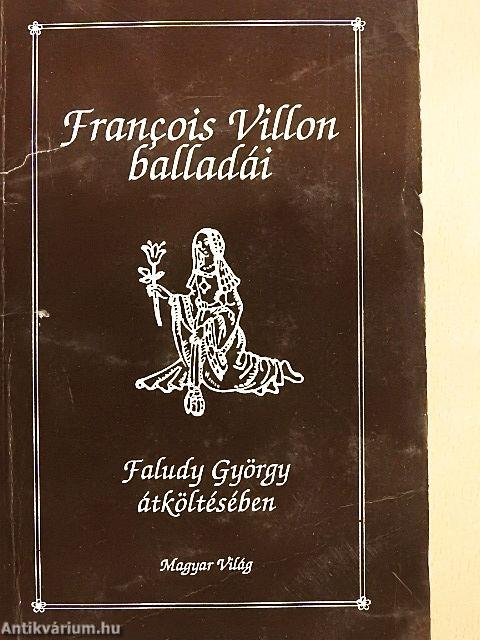 François Villon
balladái
Faludy György
átköltésében
Magyar Világ
Antikvárium.hu